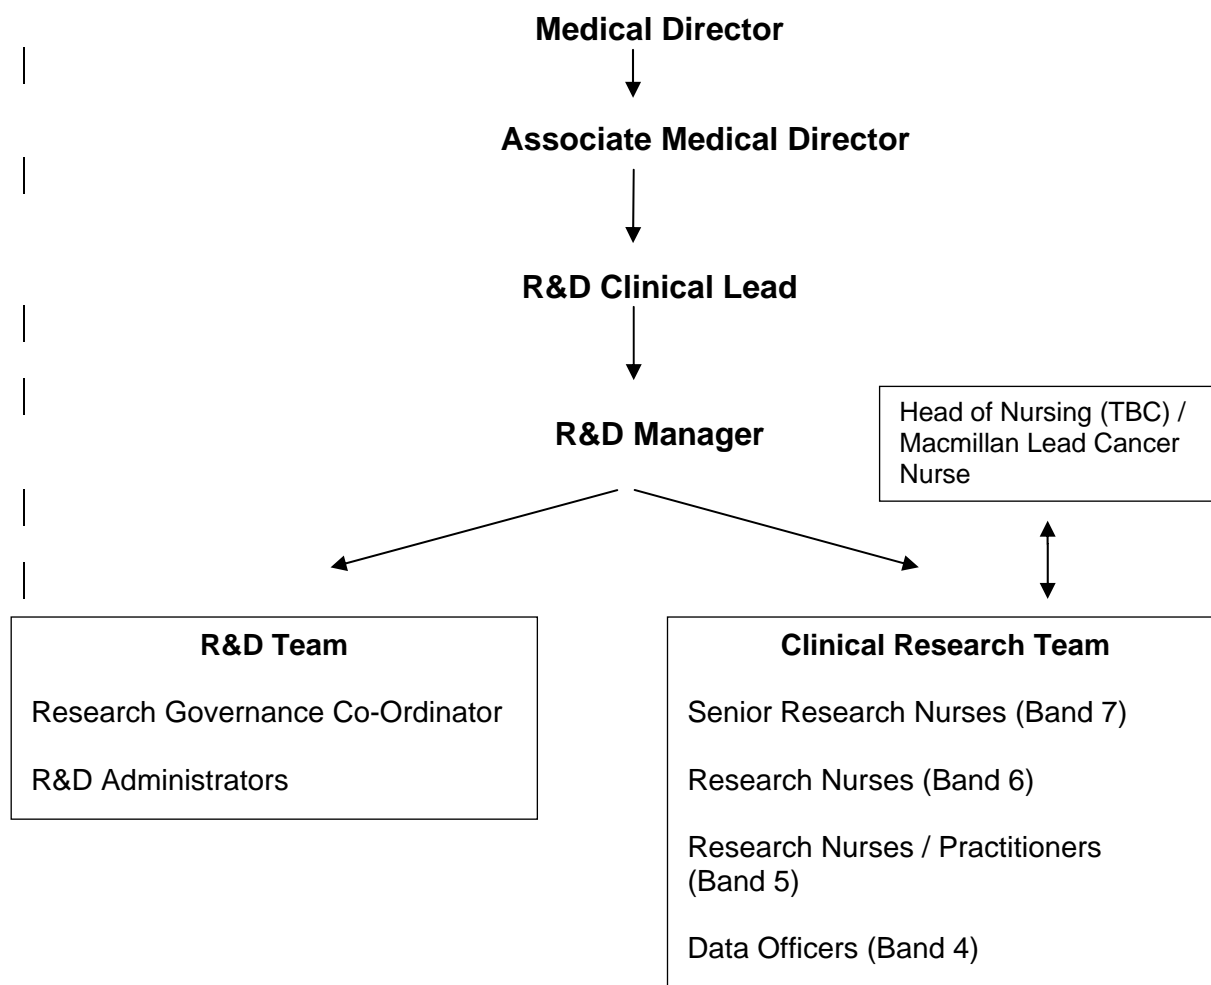 Medical Director
Associate Medical Director
R&D Clinical Lead
R&D Manager
Head of Nursing (TBC) /
Macmillan Lead Cancer
Nurse
R&D Team
Research Governance Co-Ordinator
R&D Administrators
Clinical Research Team
Senior Research Nurses (Band 7)
Research Nurses (Band 6)
Research Nurses / Practitioners
(Band 5)
Data Officers (Band 4)